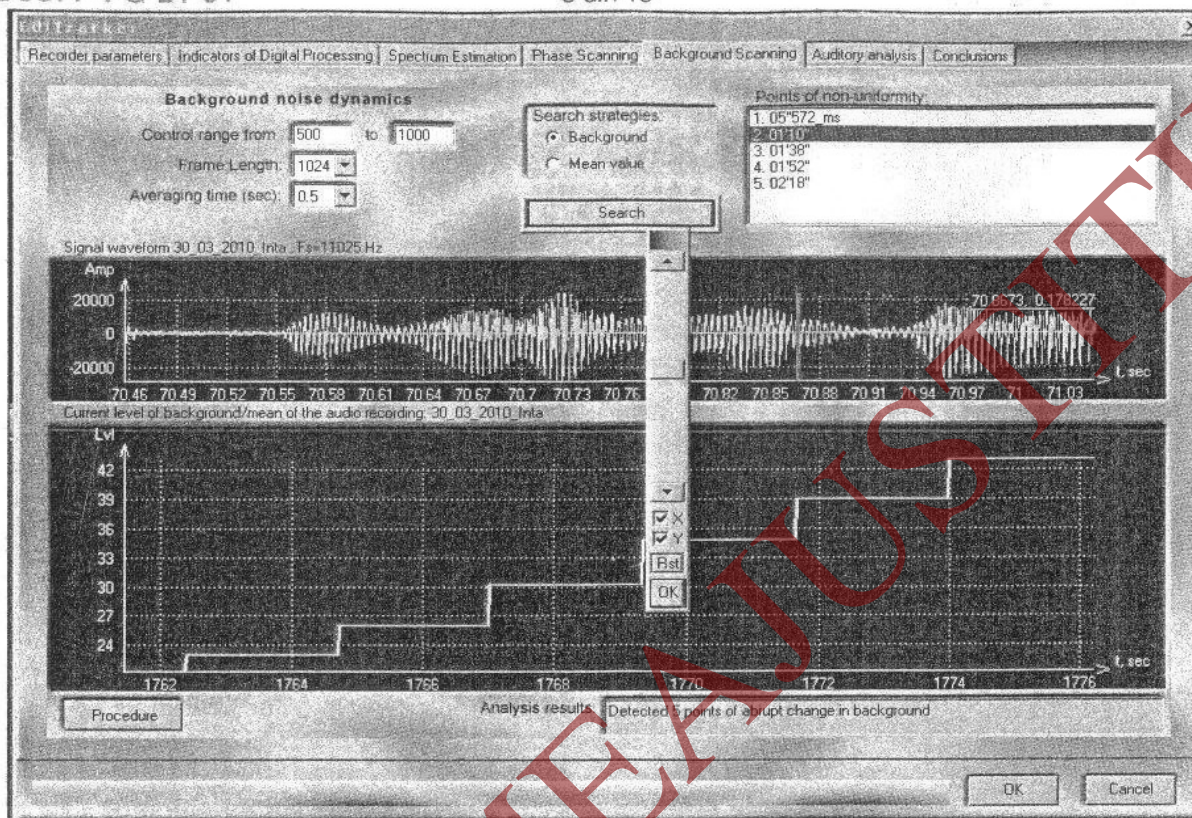 EdiTracker
Recorder parameters Indicators of Digital Processing Spectrum Estimation Phase Scanning Background Scanning Auditory analysis Conclusions
Background noise dynamics
Control range from 500 to 1000
Frame Length: 1024
Averaging time (sec): 0.5
Search strategies:
Background
Mean value
Search
Points of non-uniformity
1. 05"572_ms
2. 01'10"
3. 01'38"
4. 01'52"
5. 02'18"
Signal waveform 30_03_2010_Inta , Fs=11025 Hz
Amp
20000
0
-20000
70.8673, 0.178227
70.46 70.49 70.52 70.55 70.58 70.61 70.64 70.67 70.7 70.73 70.76 70.82 70.85 70.88 70.91 70.94 70.97 71.03
t, sec
Current level of background/mean of the audio recording: 30_03_2010_Inta
Lvl
42
39
36
33
30
27
24
1762 1764 1766 1768 1770 1772 1774 1776
t, sec
X
Y
Rst
OK
Procedure
Analysis results Detected 5 points of abrupt change in background
OK Cancel